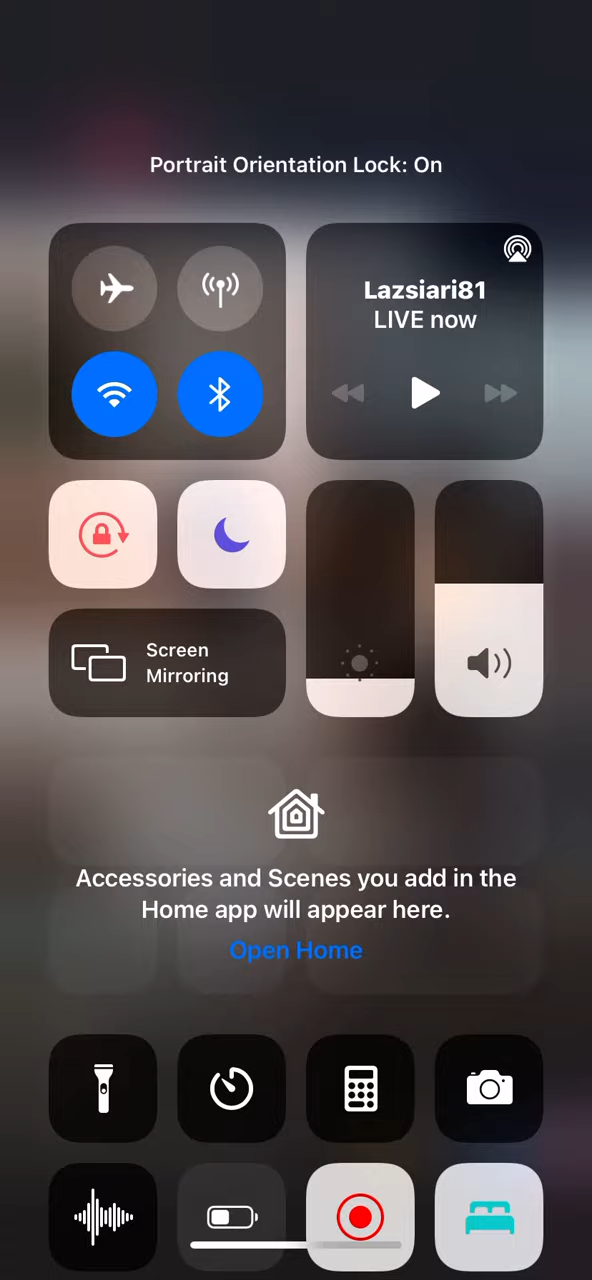 Portrait Orientation Lock: On
Lazsiari81
LIVE now
Screen
Mirroring
Accessories and Scenes you add in the
Home app will appear here.
Open Home